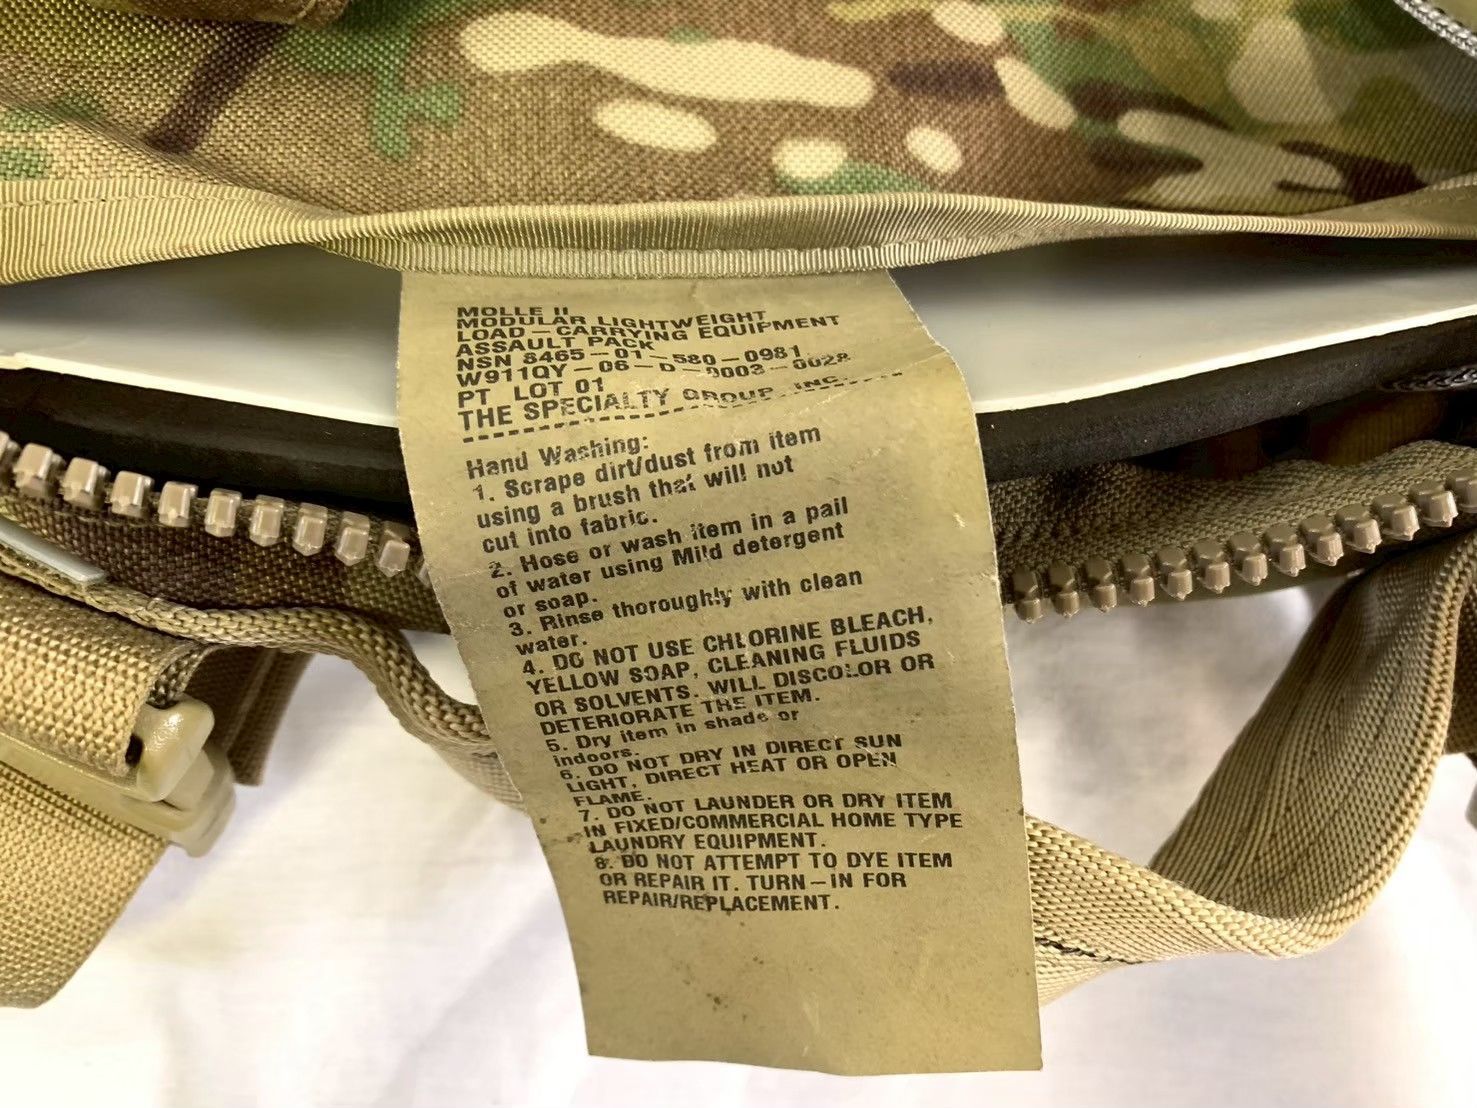 MOLLE II
MODULAR LIGHTWEIGHT
LOAD-CARRYING EQUIPMENT
ASSAULT PACK
NSN 8465-01-580-0981
W911QY-06-D-0003-0028
PT LOT 01
THE SPECIALTY GROUP, INC.
Hand Washing:
1. Scrape dirt/dust from item
using a brush that will not
cut into fabric.
2. Hose or wash item in a pail
of water using Mild detergent
or soap.
3. Rinse thoroughly with clean
water.
4. DO NOT USE CHLORINE BLEACH,
YELLOW SOAP, CLEANING FLUIDS
OR SOLVENTS. WILL DISCOLOR OR
DETERIORATE THE ITEM.
5. Dry item in shade or
indoors.
6. DO NOT DRY IN DIRECT SUN
LIGHT, DIRECT HEAT OR OPEN
FLAME.
7. DO NOT LAUNDER OR DRY ITEM
IN FIXED/COMMERCIAL HOME TYPE
LAUNDRY EQUIPMENT.
8. DO NOT ATTEMPT TO DYE ITEM
OR REPAIR IT. TURN-IN FOR
REPAIR/REPLACEMENT.